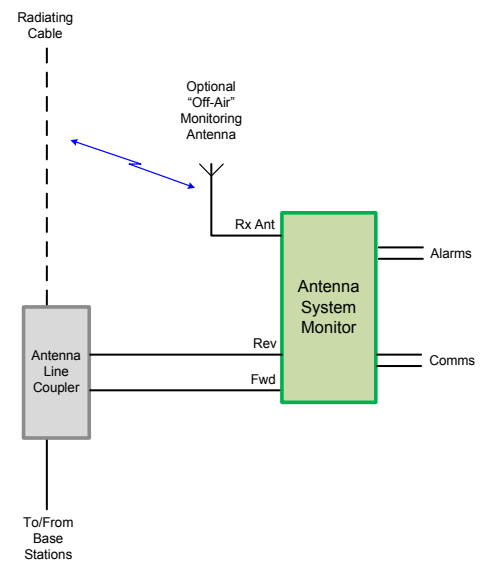 Radiating
Cable
Optional
“Off-Air”
Monitoring
Antenna
Rx Ant
Alarms
Antenna
System
Monitor
Rev
Comms
Antenna
Line
Coupler
Fwd
To/From
Base
Stations